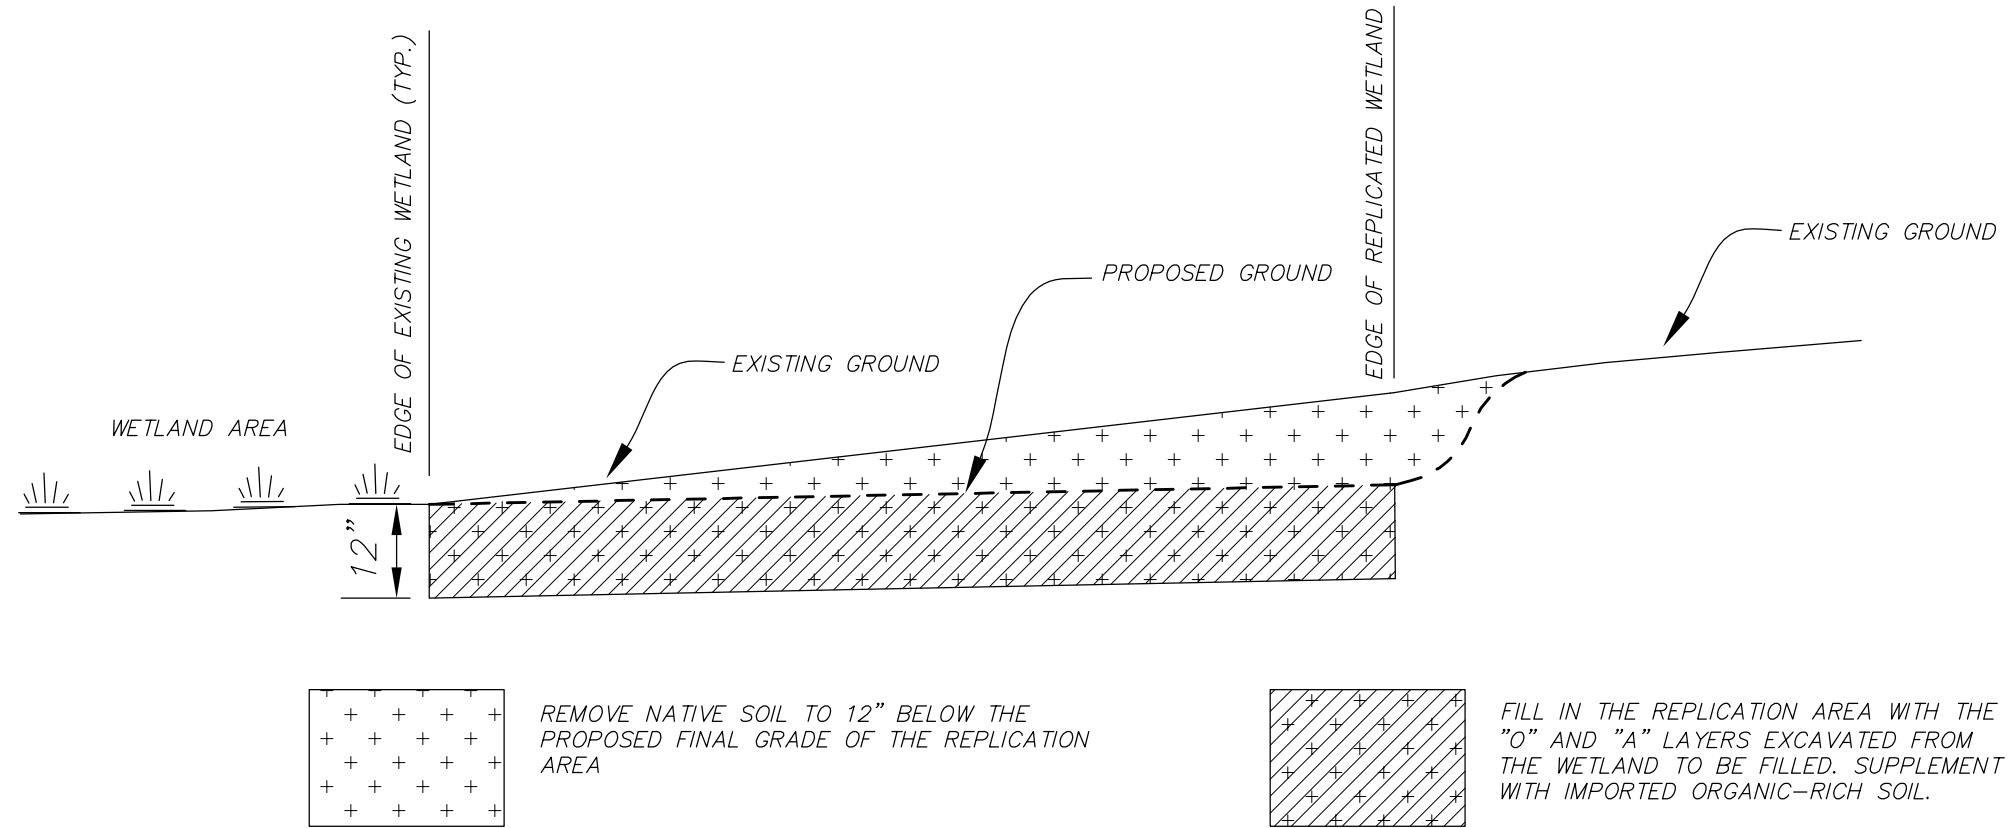 EDGE OF EXISTING WETLAND (TYP.)
EDGE OF REPLICATED WETLAND
EXISTING GROUND
PROPOSED GROUND
EXISTING GROUND
WETLAND AREA
12"
REMOVE NATIVE SOIL TO 12" BELOW THE
PROPOSED FINAL GRADE OF THE REPLICATION
AREA
FILL IN THE REPLICATION AREA WITH THE
"O" AND "A" LAYERS EXCAVATED FROM
THE WETLAND TO BE FILLED. SUPPLEMENT
WITH IMPORTED ORGANIC-RICH SOIL.